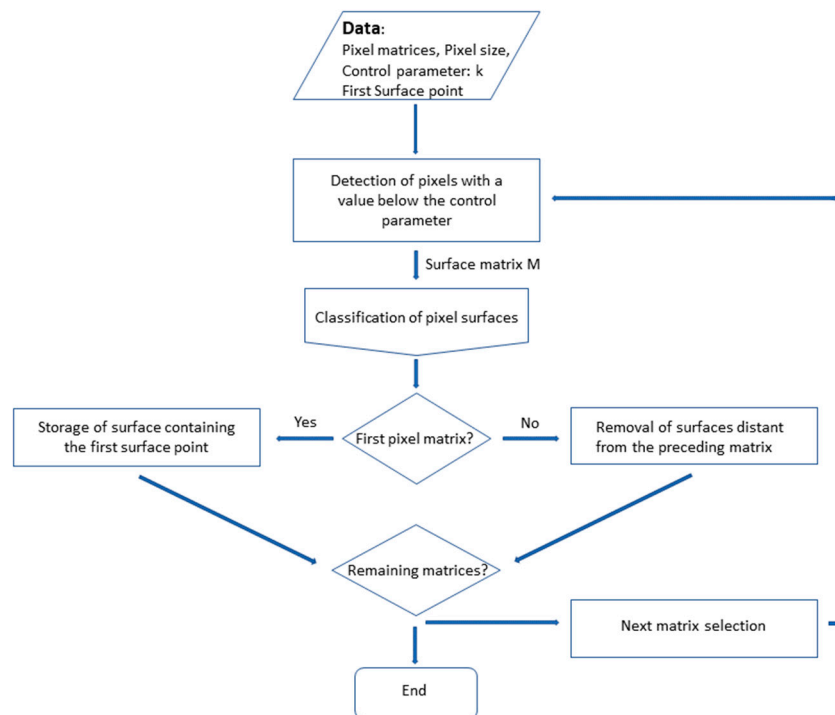 Data:
Pixel matrices, Pixel size,
Control parameter: k
First Surface point
Detection of pixels with a
value below the control
parameter
Surface matrix M
Classification of pixel surfaces
First pixel matrix?
Yes
No
Storage of surface containing
the first surface point
Removal of surfaces distant
from the preceding matrix
Remaining matrices?
Next matrix selection
End